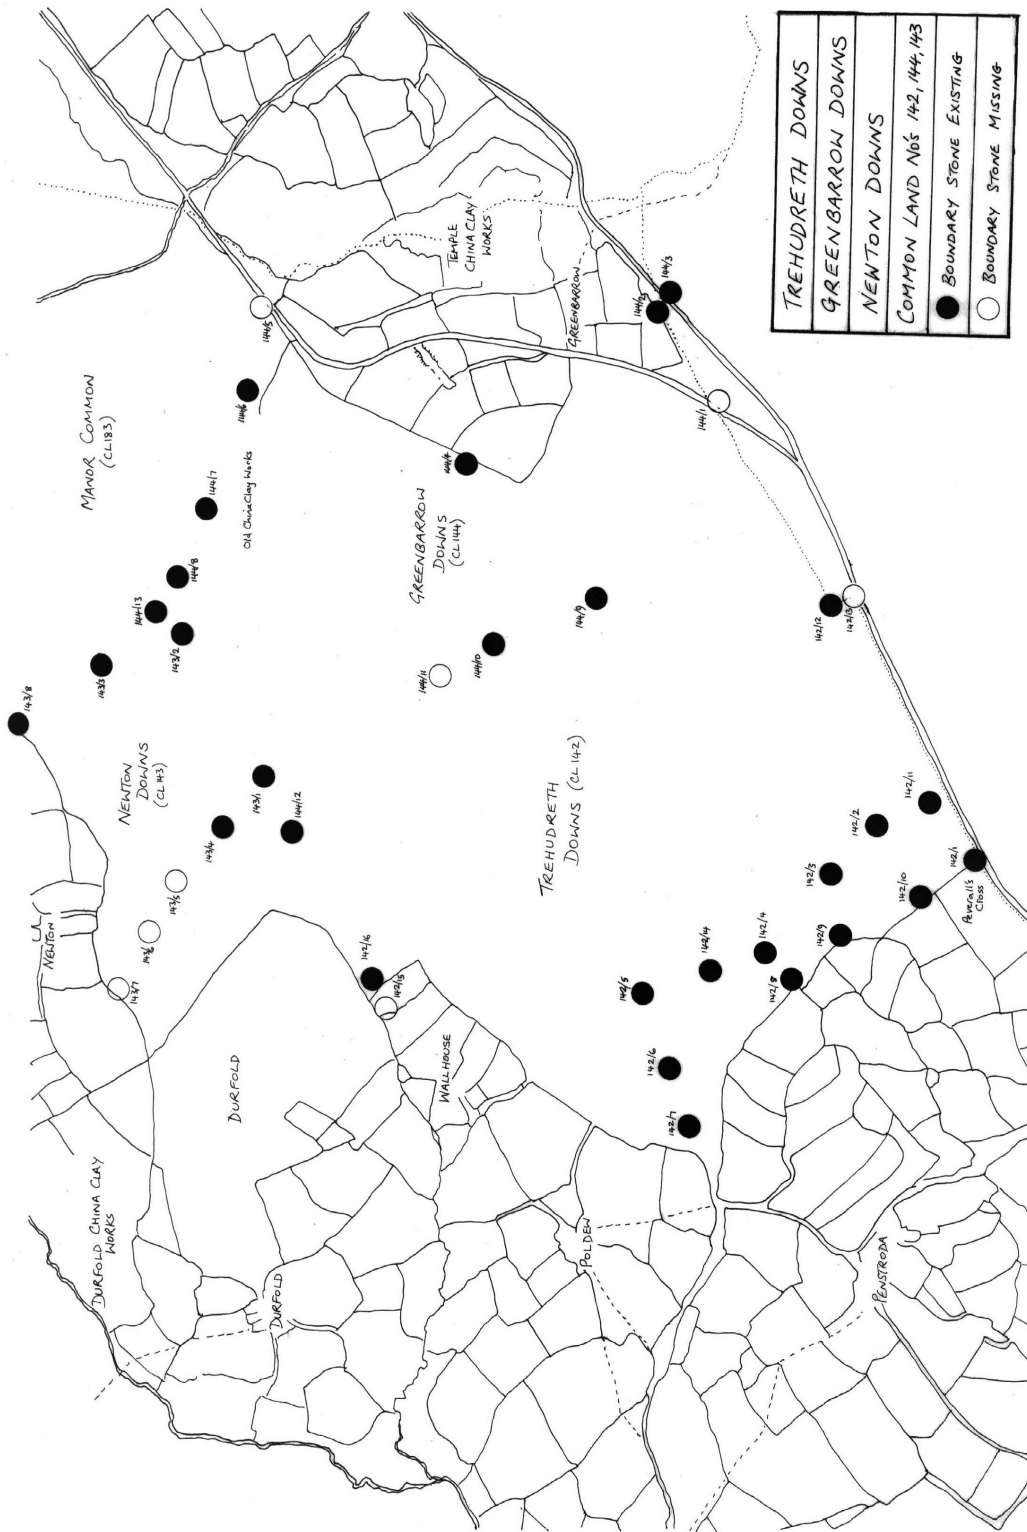 TREHUDRETH DOWNS
GREENBARROW DOWNS
NEWTON DOWNS
COMMON LAND No's 142, 144, 143
BOUNDARY STONE EXISTING
BOUNDARY STONE MISSING
MANOR COMMON
(CL183)
TEMPLE
CHINA CLAY
WORKS
GREENBARROW
144/5
144/6
144/7
144/8
144/13
143/2
143/3
143/8
144/3
144/2
144/1
144/4
Old China Clay Works
GREENBARROW
DOWNS
(CL144)
144/9
144/10
144/11
142/12
142/13
NEWTON
DOWNS
(CL143)
143/1
144/12
143/4
143/5
143/6
143/7
NEWTON
TREHUDRETH
DOWNS (CL142)
142/11
142/2
142/1
Peverall's
Cross
142/10
142/3
142/9
142/4
142/8
142/14
142/5
142/6
142/7
142/16
142/15
WALLHOUSE
DURFOLD
DURFOLD CHINA CLAY
WORKS
DURFOLD
POLDEW
PENSTRODA